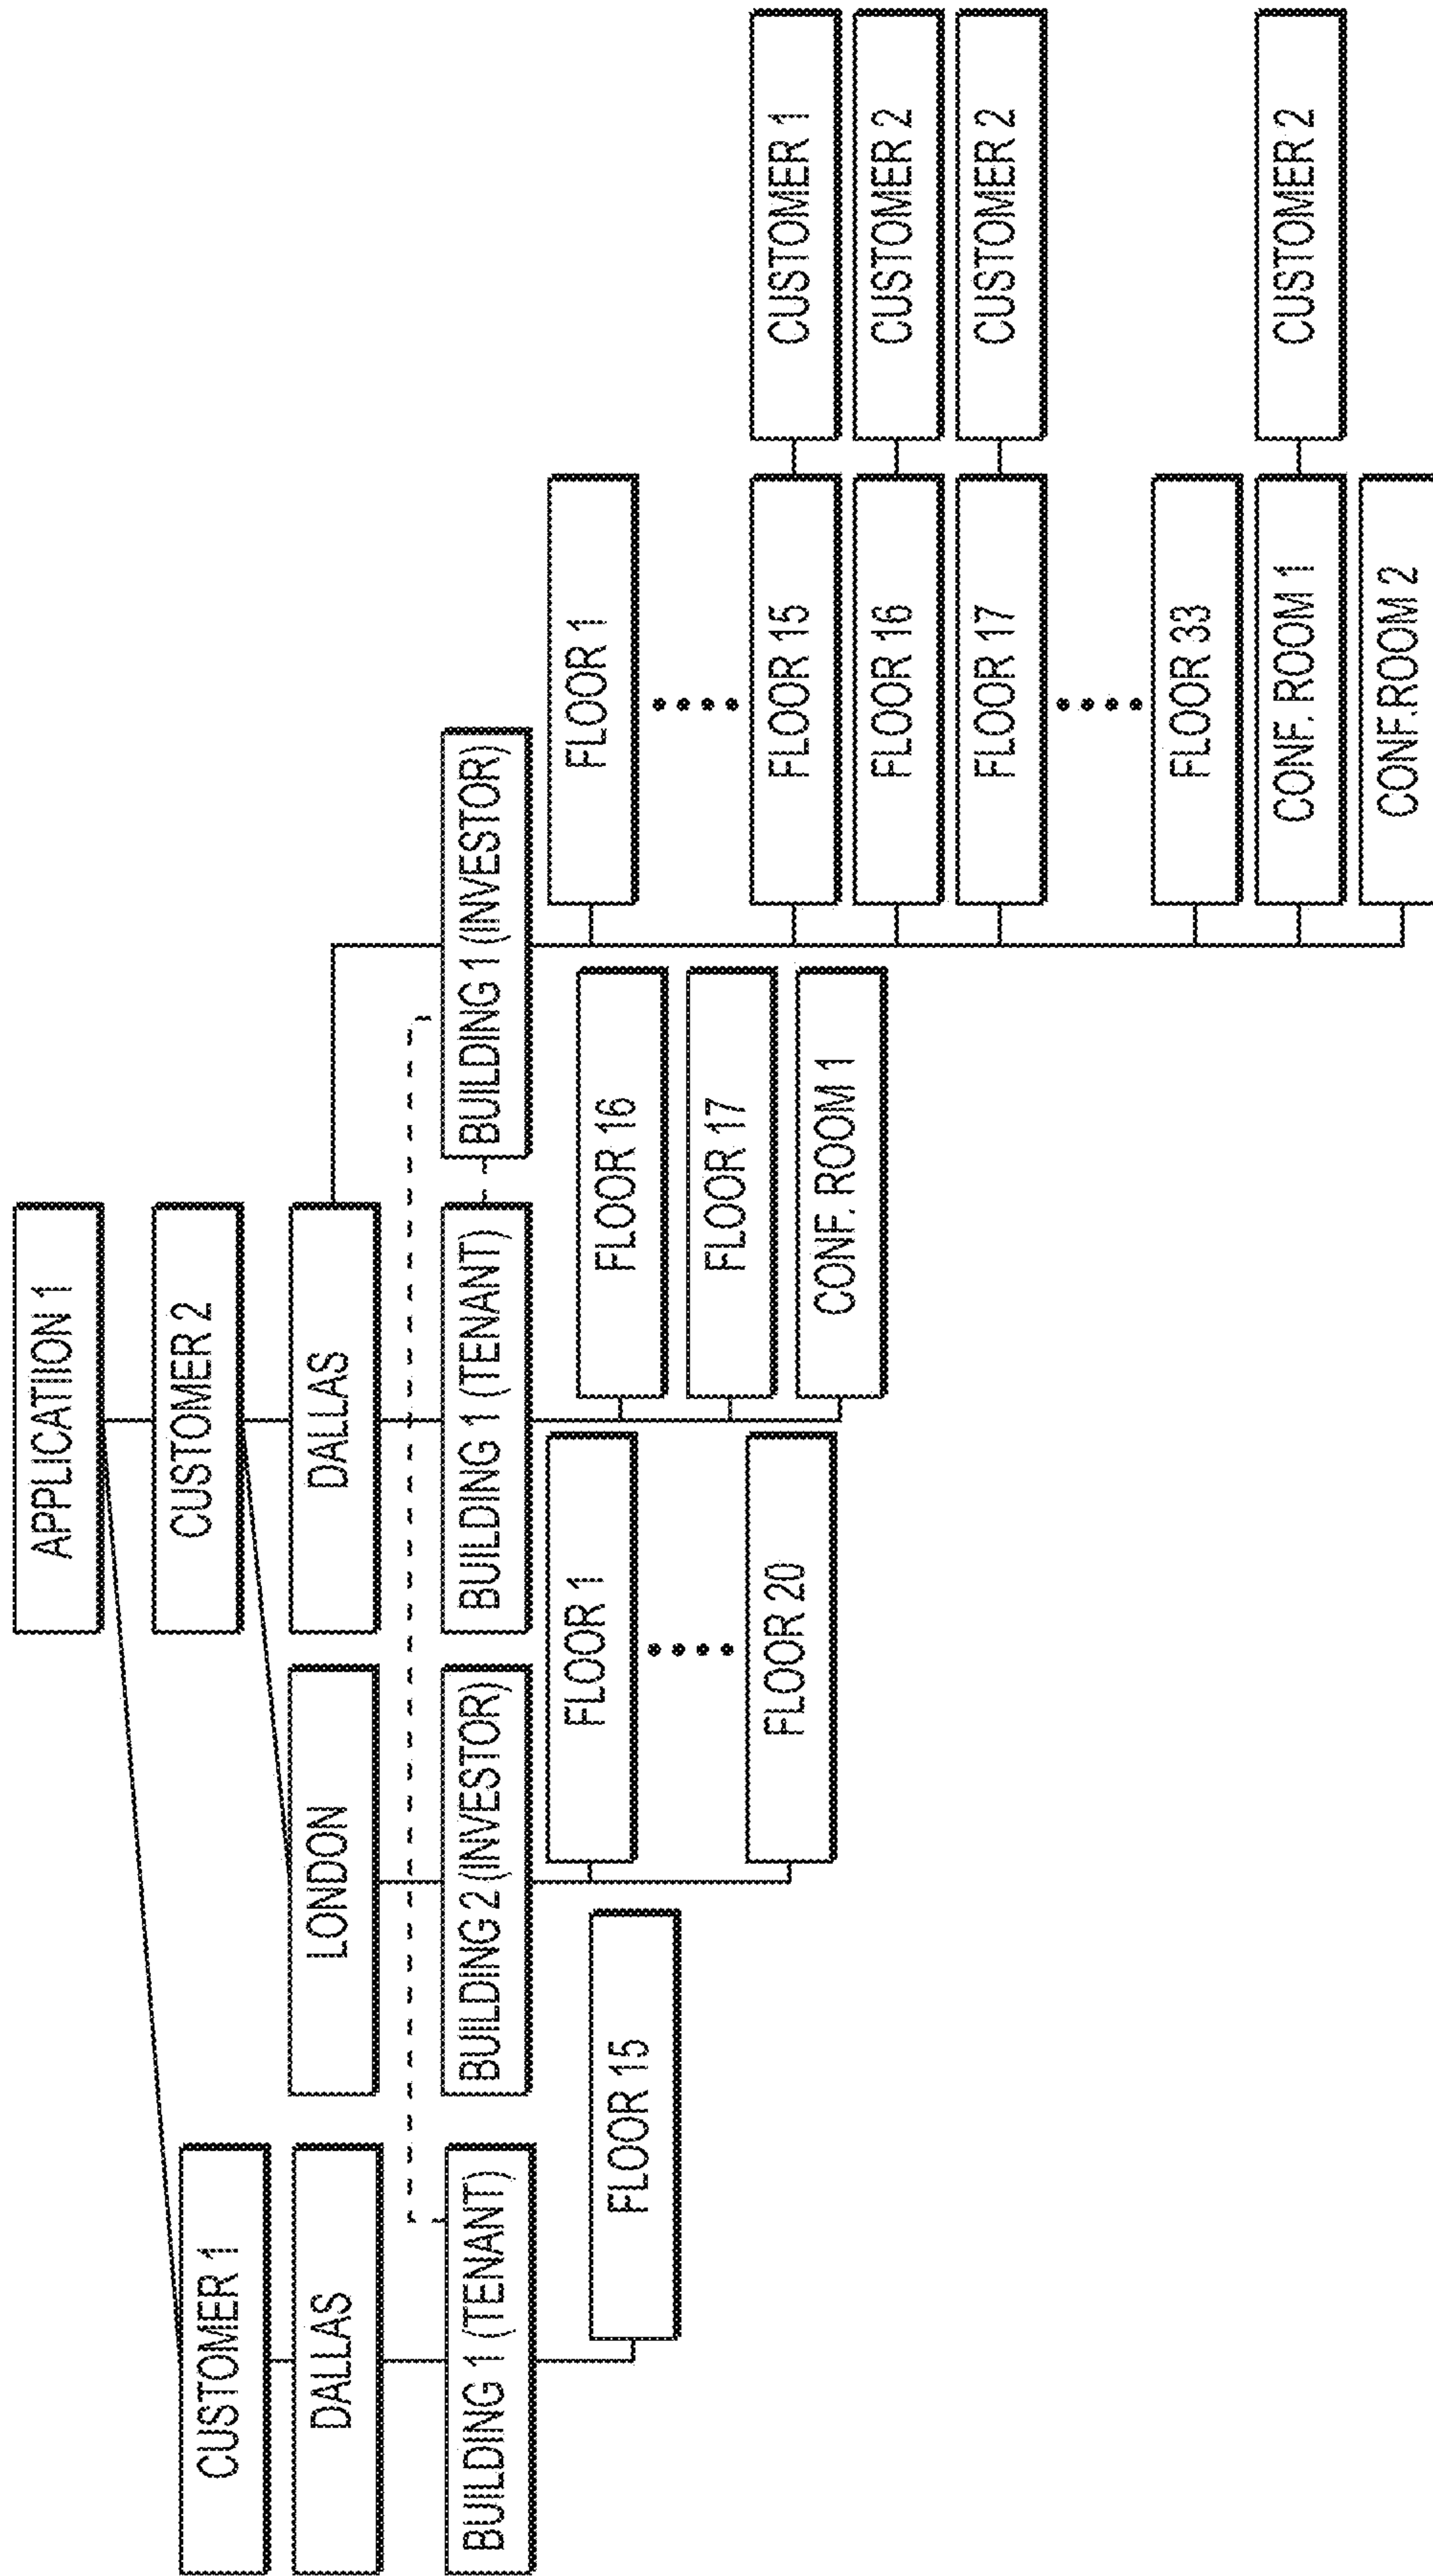 APPLICATIION 1
CUSTOMER 1
CUSTOMER 2
DALLAS
LONDON
DALLAS
BUILDING 1 (TENANT)
BUILDING 2 (INVESTOR)
BUILDING 1 (TENANT)
BUILDING 1 (INVESTOR)
FLOOR 15
FLOOR 1
FLOOR 20
FLOOR 16
FLOOR 17
CONF. ROOM 1
FLOOR 1
FLOOR 15
CUSTOMER 1
FLOOR 16
CUSTOMER 2
FLOOR 17
CUSTOMER 2
FLOOR 33
CONF. ROOM 1
CUSTOMER 2
CONF.ROOM 2